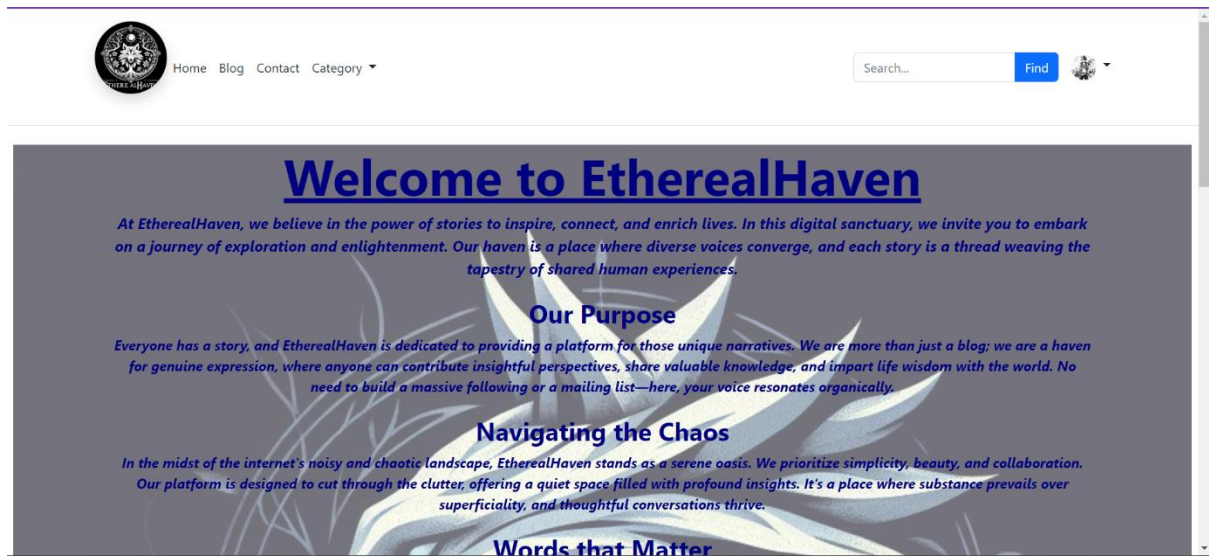 THERE ALHAVE
Home Blog Contact Category
Search... Find
Welcome to EtherealHaven
At EtherealHaven, we believe in the power of stories to inspire, connect, and enrich lives. In this digital sanctuary, we invite you to embark
on a journey of exploration and enlightenment. Our haven is a place where diverse voices converge, and each story is a thread weaving the
tapestry of shared human experiences.
Our Purpose
Everyone has a story, and EtherealHaven is dedicated to providing a platform for those unique narratives. We are more than just a blog; we are a haven
for genuine expression, where anyone can contribute insightful perspectives, share valuable knowledge, and impart life wisdom with the world. No
need to build a massive following or a mailing list—here, your voice resonates organically.
Navigating the Chaos
In the midst of the internet's noisy and chaotic landscape, EtherealHaven stands as a serene oasis. We prioritize simplicity, beauty, and collaboration.
Our platform is designed to cut through the clutter, offering a quiet space filled with profound insights. It's a place where substance prevails over
superficiality, and thoughtful conversations thrive.
Words that Matter